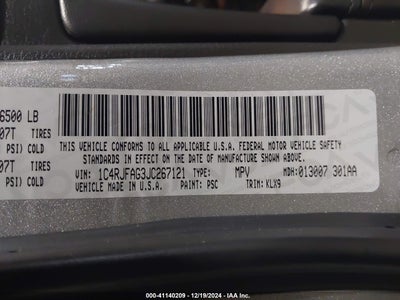 6500 LB
07T TIRES
PSI) COLD
07T TIRES
PSI) COLD
THIS VEHICLE CONFORMS TO ALL APPLICABLE U.S.A. FEDERAL MOTOR VEHICLE SAFETY
STANDARDS IN EFFECT ON THE DATE OF MANUFACTURE SHOWN ABOVE.
VIN: 1C4RJFAG3JC267121 TYPE: MPV MDH: 013007 301AA
VEHICLE MADE IN U.S.A. PAINT: PSC TRIM: KLX9
©IMAGE#-41140209 - 12/19/2024 - IAA, Inc.